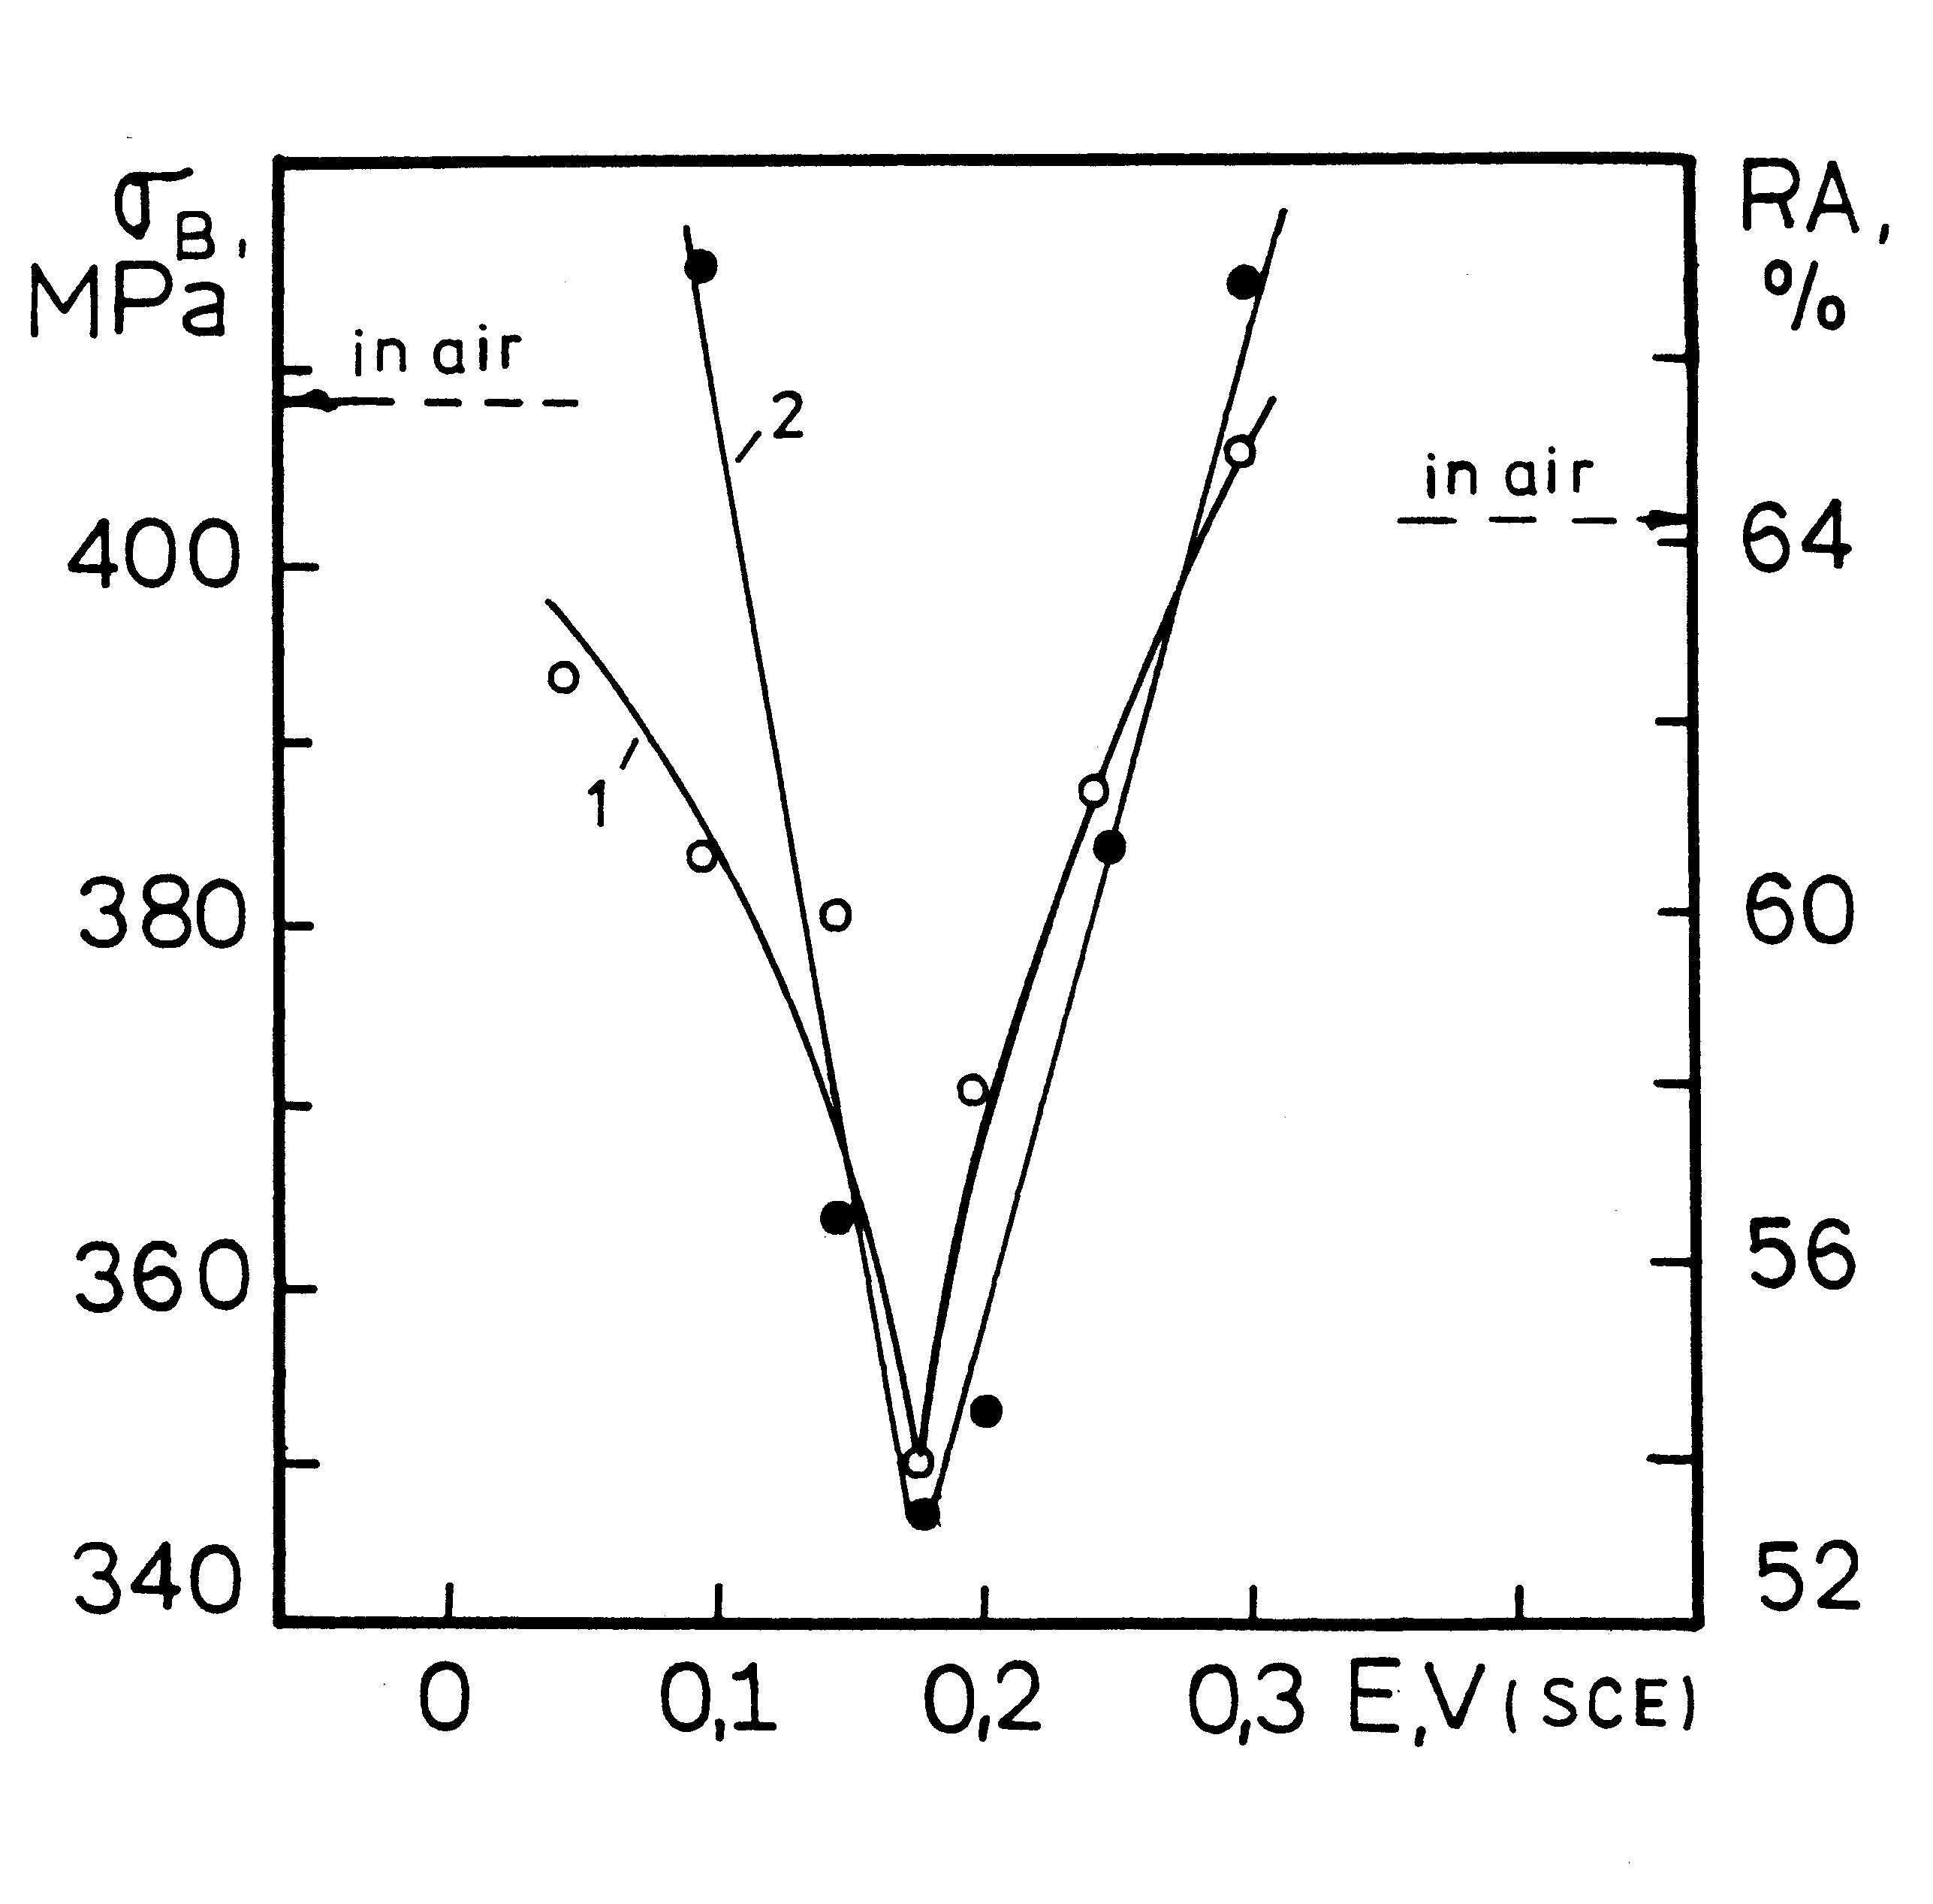 σB,
MPa
RA,
%
in air
2
in air
400
64
1
380
60
360
56
340
52
0 0,1 0,2 0,3 E,V(SCE)